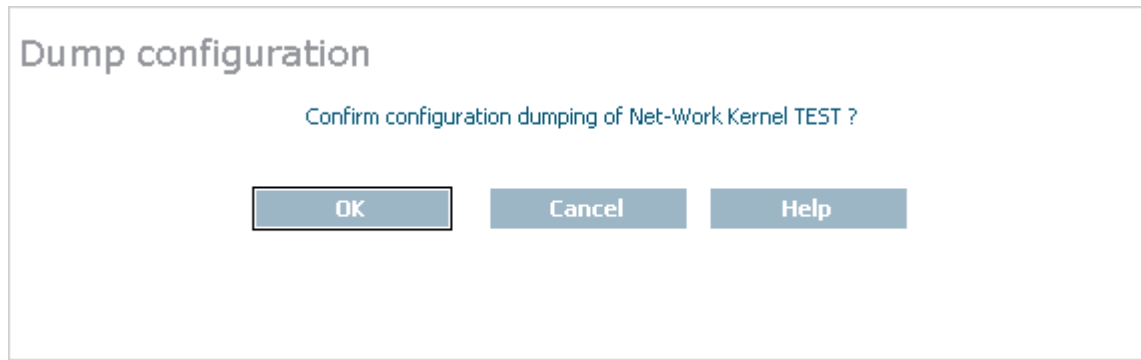 Dump configuration
Confirm configuration dumping of Net-Work Kernel TEST ?
OK Cancel Help